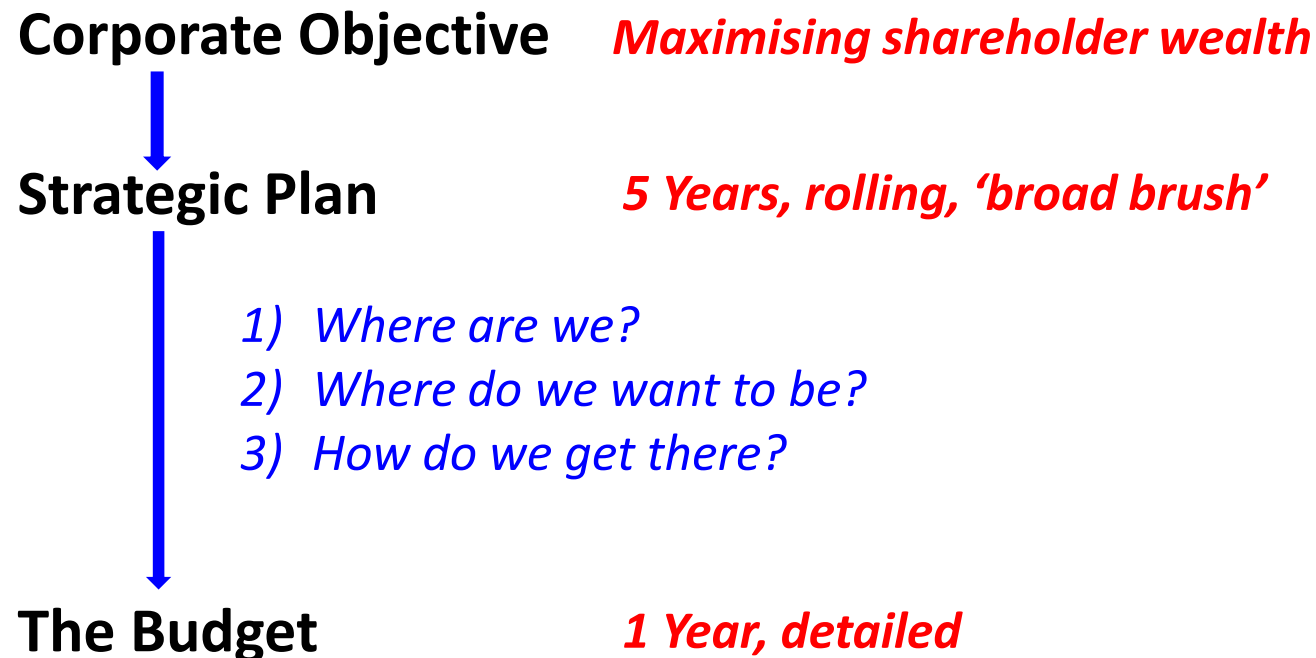 Corporate Objective Maximising shareholder wealth
Strategic Plan 5 Years, rolling, ‘broad brush’
1) Where are we?
2) Where do we want to be?
3) How do we get there?
The Budget 1 Year, detailed